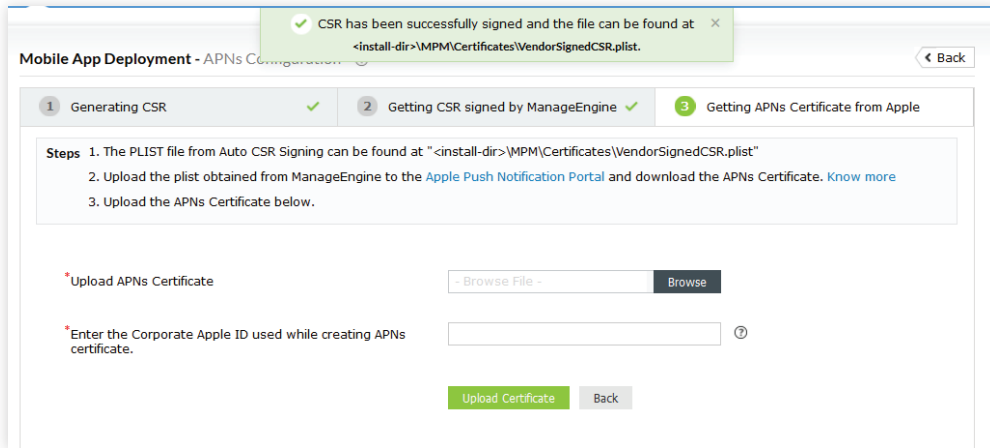 CSR has been successfully signed and the file can be found at
<install-dir>\MPM\Certificates\VendorSignedCSR.plist.
Mobile App Deployment - APNs Configuration
Back
1 Generating CSR
2 Getting CSR signed by ManageEngine
3 Getting APNs Certificate from Apple
Steps 1. The PLIST file from Auto CSR Signing can be found at "<install-dir>\MPM\Certificates\VendorSignedCSR.plist"
2. Upload the plist obtained from ManageEngine to the Apple Push Notification Portal and download the APNs Certificate. Know more
3. Upload the APNs Certificate below.
*Upload APNs Certificate
- Browse File -
Browse
*Enter the Corporate Apple ID used while creating APNs
certificate.
?
Upload Certificate
Back